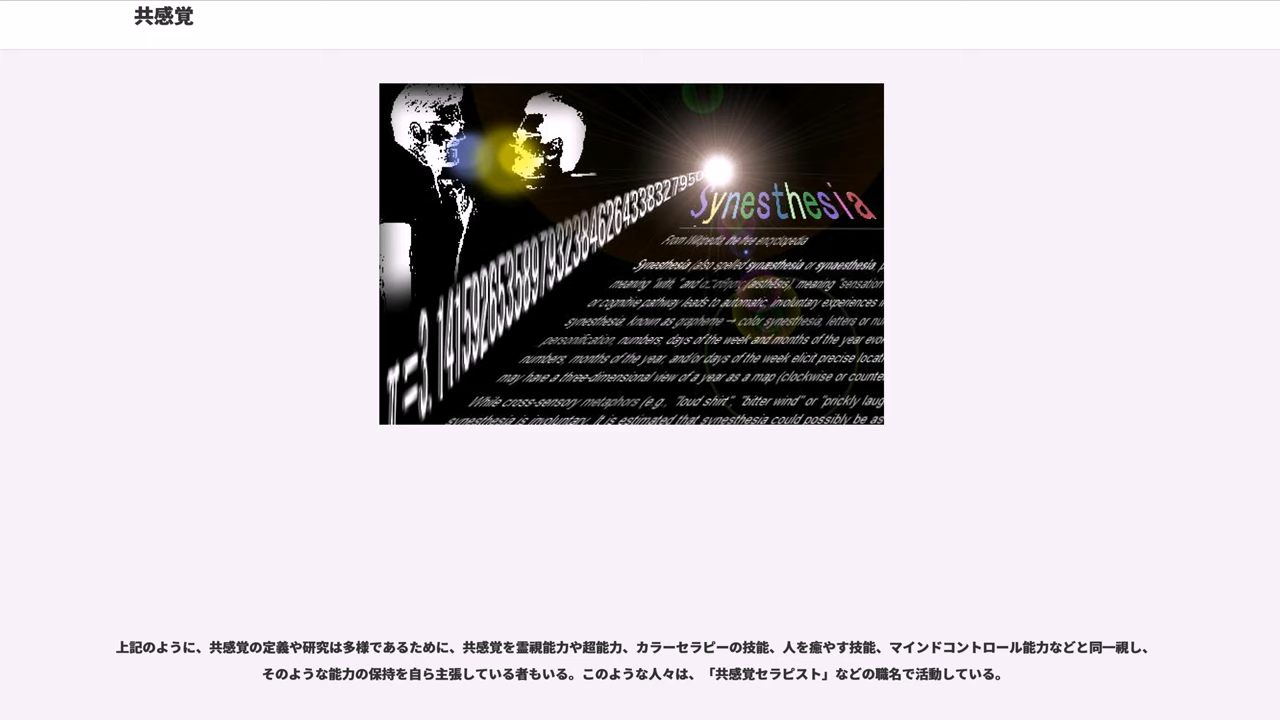 共感覚
π=3.14159265358979323846264338327950
Synesthesia
From Wikipedia, the free encyclopedia
Synesthesia (also spelled synæsthesia or synaesthesia, p
meaning "with," and (aisthēsis), meaning "sensation
or cognitive pathway leads to automatic, involuntary experiences i
synesthesia, known as grapheme → color synesthesia, letters or nu
personification, numbers, days of the week and months of the year evo
numbers, months of the year, and/or days of the week elicit precise locat
may have a three-dimensional view of a year as a map (clockwise or counte
While cross-sensory metaphors (e.g., "loud shirt", "bitter wind" or "prickly laug
synesthesia is involuntary. It is estimated that synesthesia could possibly be as
上記のように、共感覚の定義や研究は多様であるために、共感覚を霊視能力や超能力、カラーセラピーの技能、人を癒やす技能、マインドコントロール能力などと同一視し、
そのような能力の保持を自ら主張している者もいる。このような人々は、「共感覚セラピスト」などの職名で活動している。